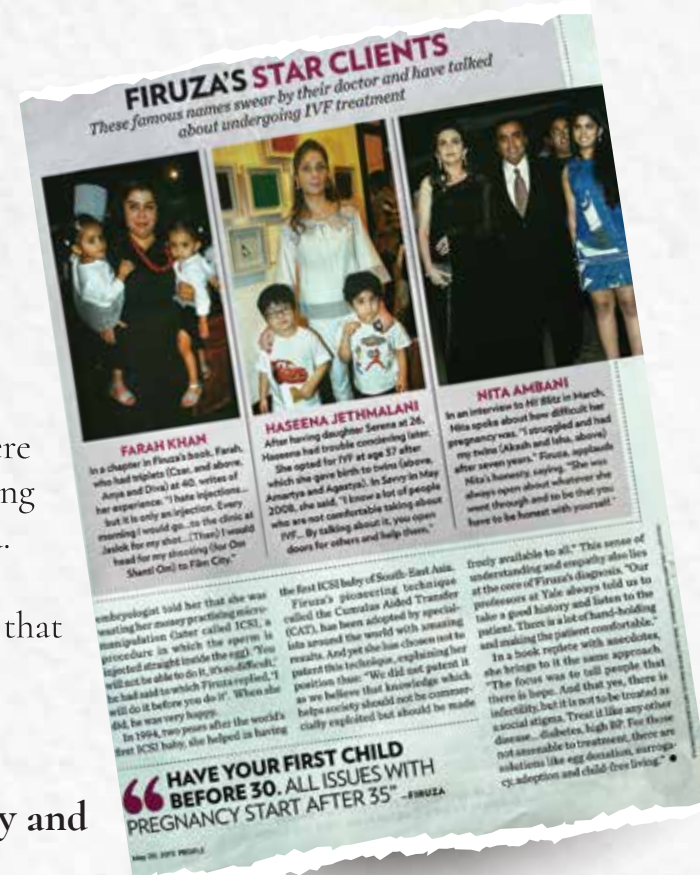 FIRUZA'S STAR CLIENTS
These famous names swear by their doctor and have talked
about undergoing IVF treatment
FARAH KHAN
In a chapter in Firuza's book, Farah,
who had triplets (Czar, and above,
Anya and Diva) at 40, writes of
her experience. "I hate injections...
but it is only an injection. Every
morning I would go...to the clinic at
Jaslok for my shot...(Then) I would
head for my shooting (for Om
Shanti Om) to Film City."
HASEENA JETHMALANI
After having daughter Serena at 26,
Haseena had trouble conceiving later.
She opted for IVF at age 37 after
which she gave birth to twins (above,
Amartya and Agastya). In Savvy in May
2008, she said, "I know a lot of people
who are not comfortable talking about
IVF... By talking about it, you open
doors for others and help them."
NITA AMBANI
In an interview to Hi! Blitz in March,
Nita spoke about how difficult her
pregnancy was. "I struggled and had
my twins (Akash and Isha, above)
after seven years." Firuza, applauds
Nita's honesty, saying, "She was
always open about whatever she
went through and to be that you
have to be honest with yourself."
embryologist told her that she was
wasting her money practising micro-
manipulation (later called ICSI, a
procedure in which the sperm is
injected straight inside the egg). "You
will not be able to do it, it's so difficult,"
he had said to which Firuza replied, "I
will do it before you do it". When she
did, he was very happy.
In 1994, two years after the world's
first ICSI baby, she helped in having
the first ICSI baby of South-East Asia.
Firuza's pioneering technique
called the Cumulus Aided Transfer
(CAT), has been adopted by special-
ists around the world with amazing
results. And yet she has chosen not to
patent this technique, explaining her
position thus: "We did not patent it
as we believe that knowledge which
helps society should not be commer-
cially exploited but should be made
freely available to all." This sense of
understanding and empathy also lies
at the core of Firuza's diagnosis. "Our
professors at Yale always told us to
take a good history and listen to the
patient. There is a lot of hand-holding
and making the patient comfortable."
In a book replete with anecdotes,
she brings to it the same approach.
"The focus was to tell people that
there is hope. And that yes, there is
infertility, but it is not to be treated as
a social stigma. Treat it like any other
disease...diabetes, high BP. For those
not amenable to treatment, there are
solutions like egg donation, surroga-
cy, adoption and child-free living."
“HAVE YOUR FIRST CHILD
BEFORE 30. ALL ISSUES WITH
PREGNANCY START AFTER 35” –FIRUZA
PEOPLE
ere
ng
that
y and